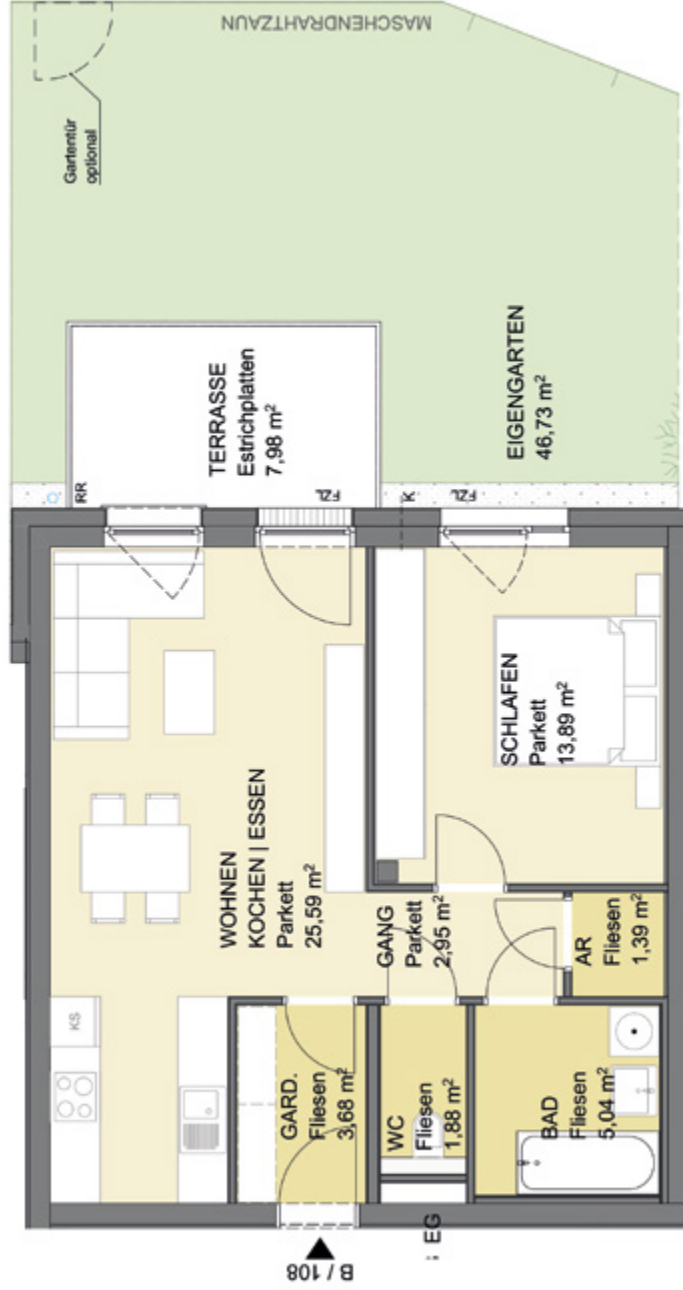 MASCHENDRAHTZAUN
Gartentür
optional
TERRASSE
Estrichplatten
7,98 m²
EIGENGARTEN
46,73 m²
RR
FZL
K
FZL
WOHNEN
KOCHEN | ESSEN
Parkett
25,59 m²
SCHLAFEN
Parkett
13,89 m²
KS
GANG
Parkett
2,95 m²
AR
Fliesen
1,39 m²
GARD.
Fliesen
3,68 m²
WC
Fliesen
1,88 m²
BAD
Fliesen
5,04 m²
B / 108
EG